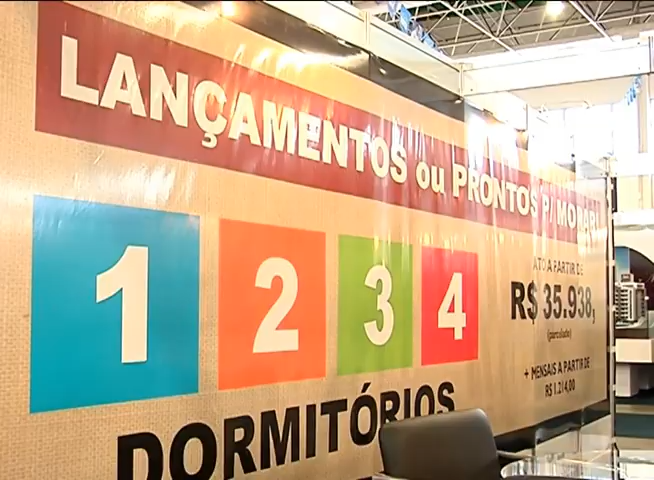 LANÇAMENTOS ou PRONTOS P/ MORAR!
1 2 3 4
DORMITÓRIOS
ATO A PARTIR DE
R$ 35.938,
(parcelado)
+ MENSAIS A PARTIR DE
R$ 1.214,00